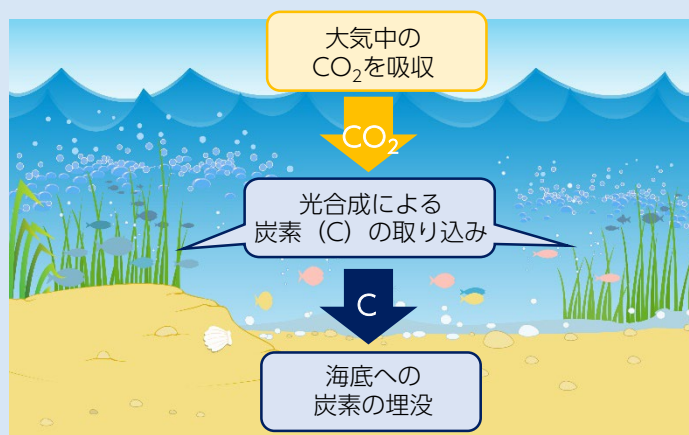 大気中の
CO₂を吸収
CO₂
光合成による
炭素（C）の取り込み
C
海底への
炭素の埋没